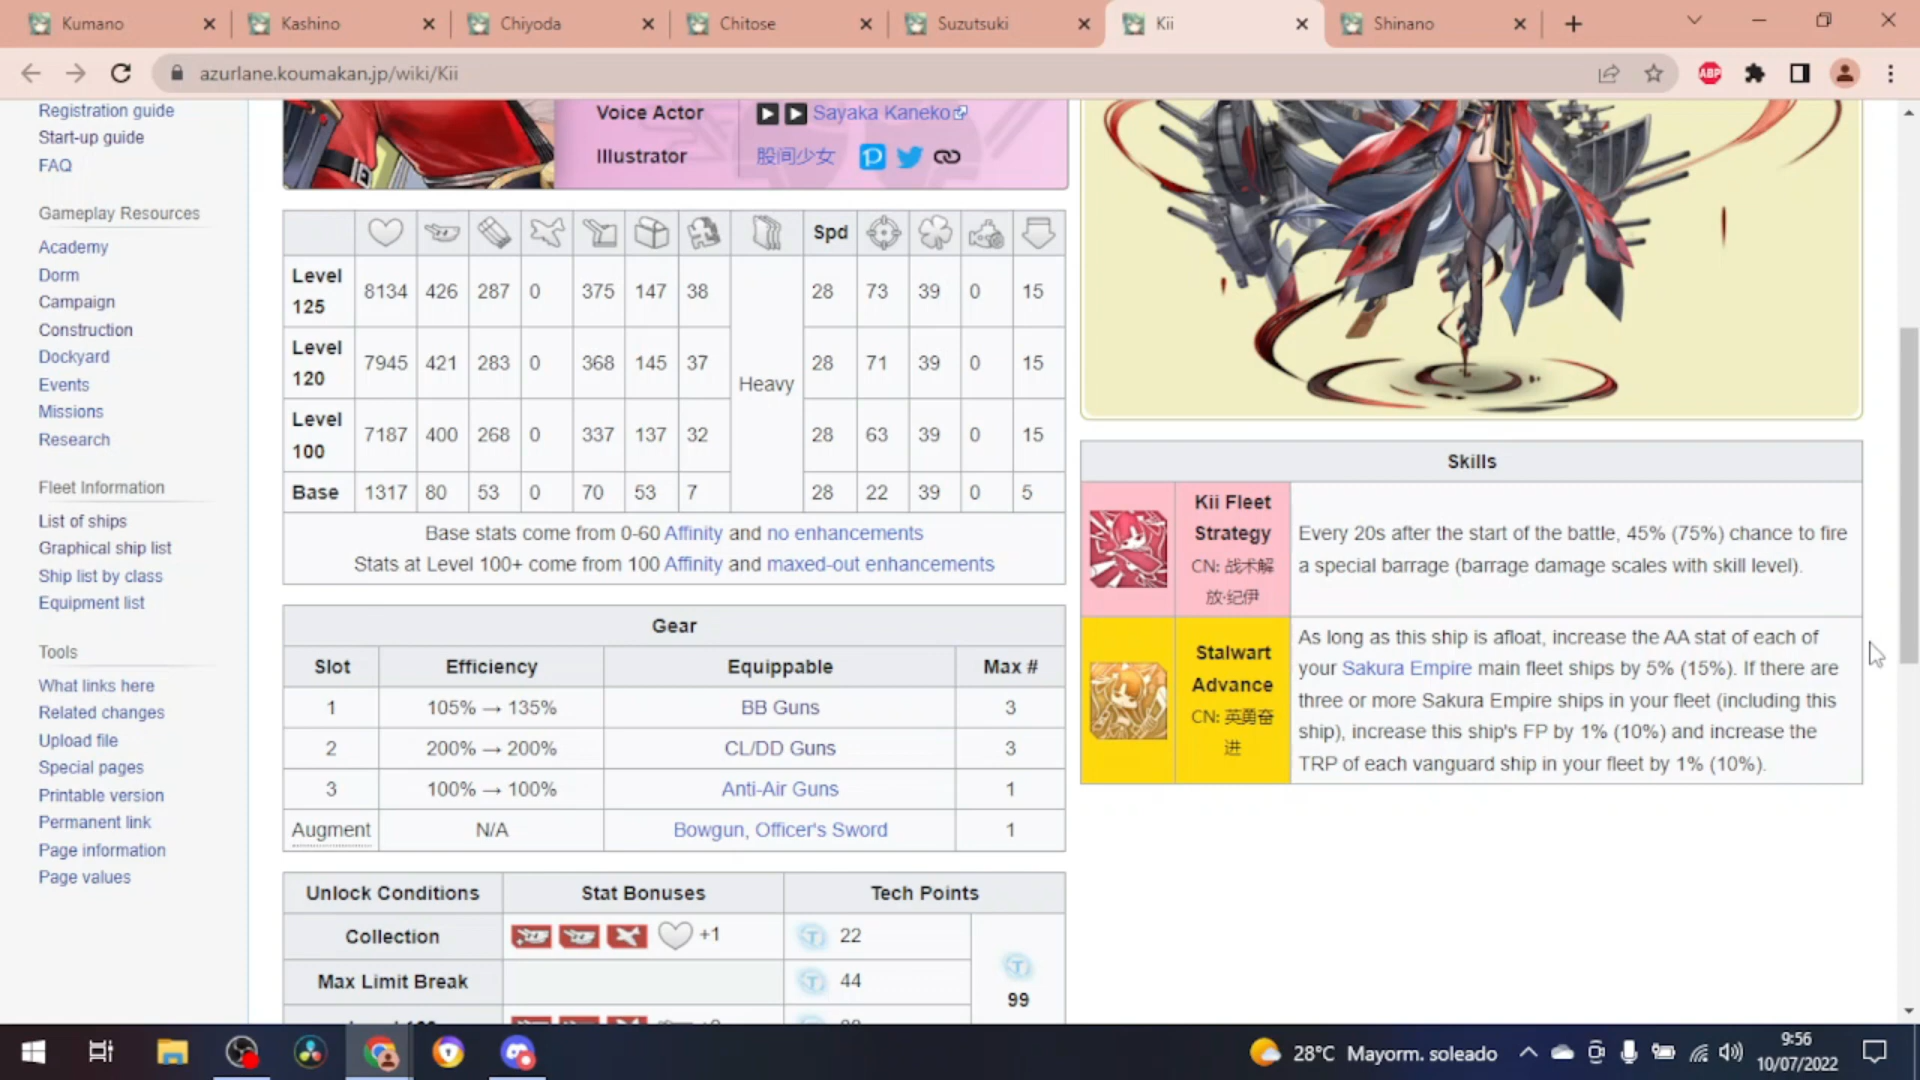 Kumano
Kashino
Chiyoda
Chitose
Suzutsuki
Kii
Shinano
azurlane.koumakan.jp/wiki/Kii
ABP
Registration guide
Start-up guide
FAQ
Gameplay Resources
Academy
Dorm
Campaign
Construction
Dockyard
Events
Missions
Research
Fleet Information
List of ships
Graphical ship list
Ship list by class
Equipment list
Tools
What links here
Related changes
Upload file
Special pages
Printable version
Permanent link
Page information
Page values
Voice Actor Sayaka Kaneko
Illustrator 股间少女
Spd
Level 125 8134 426 287 0 375 147 38 Heavy 28 73 39 0 15
Level 120 7945 421 283 0 368 145 37 28 71 39 0 15
Level 100 7187 400 268 0 337 137 32 28 63 39 0 15
Base 1317 80 53 0 70 53 7 28 22 39 0 5
Base stats come from 0-60 Affinity and no enhancements
Stats at Level 100+ come from 100 Affinity and maxed-out enhancements
Gear
Slot Efficiency Equippable Max #
1 105% → 135% BB Guns 3
2 200% → 200% CL/DD Guns 3
3 100% → 100% Anti-Air Guns 1
Augment N/A Bowgun, Officer's Sword 1
Unlock Conditions Stat Bonuses Tech Points
Collection +1 22
Max Limit Break 44
99
Skills
Kii Fleet
Strategy
CN: 战术解
放·纪伊
Every 20s after the start of the battle, 45% (75%) chance to fire
a special barrage (barrage damage scales with skill level).
Stalwart
Advance
CN: 英勇奋
进
As long as this ship is afloat, increase the AA stat of each of
your Sakura Empire main fleet ships by 5% (15%). If there are
three or more Sakura Empire ships in your fleet (including this
ship), increase this ship's FP by 1% (10%) and increase the
TRP of each vanguard ship in your fleet by 1% (10%).
28°C Mayorm. soleado
9:56
10/07/2022